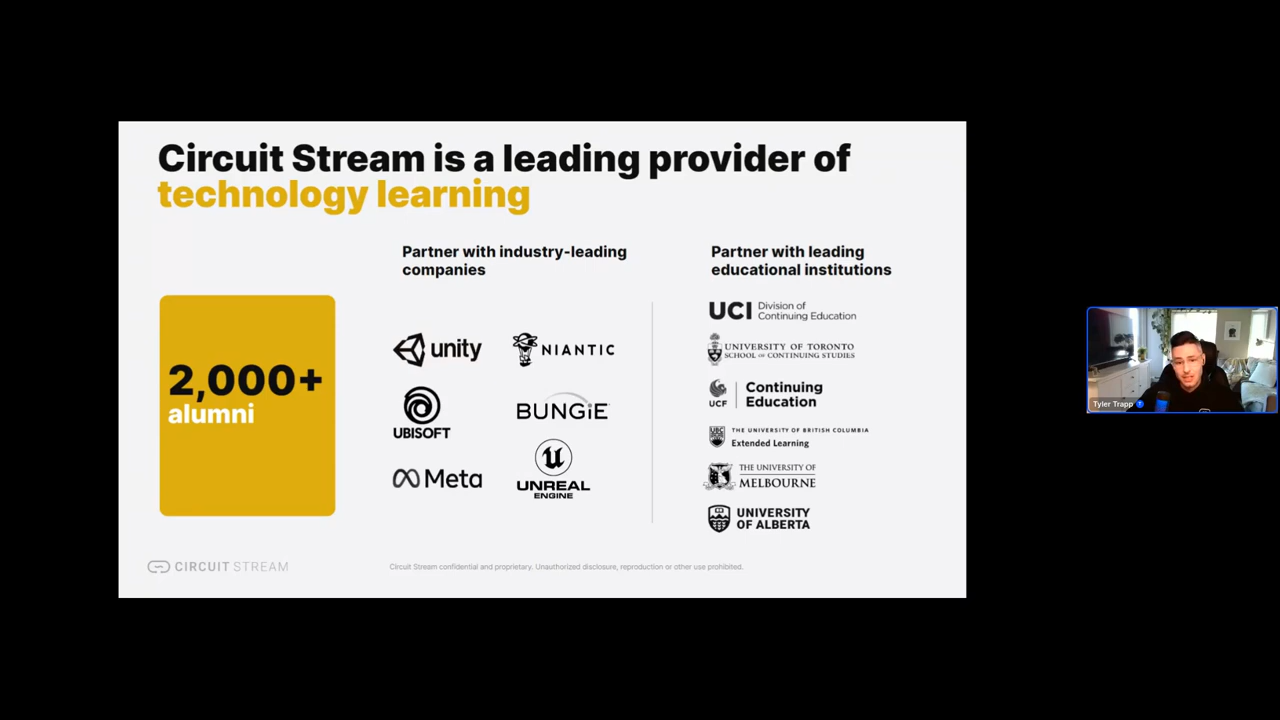 Circuit Stream is a leading provider of
technology learning
Partner with industry-leading
companies
Partner with leading
educational institutions
2,000+
alumni
unity
NIANTIC
UBISOFT
BUNGiE
Meta
UNREAL
ENGINE
UCI Division of
Continuing Education
UNIVERSITY OF TORONTO
SCHOOL OF CONTINUING STUDIES
UCF Continuing
Education
UBC THE UNIVERSITY OF BRITISH COLUMBIA
Extended Learning
THE UNIVERSITY OF
MELBOURNE
UNIVERSITY
OF ALBERTA
CIRCUIT STREAM
Circuit Stream confidential and proprietary. Unauthorized disclosure, reproduction or other use prohibited.
Tyler Trapp